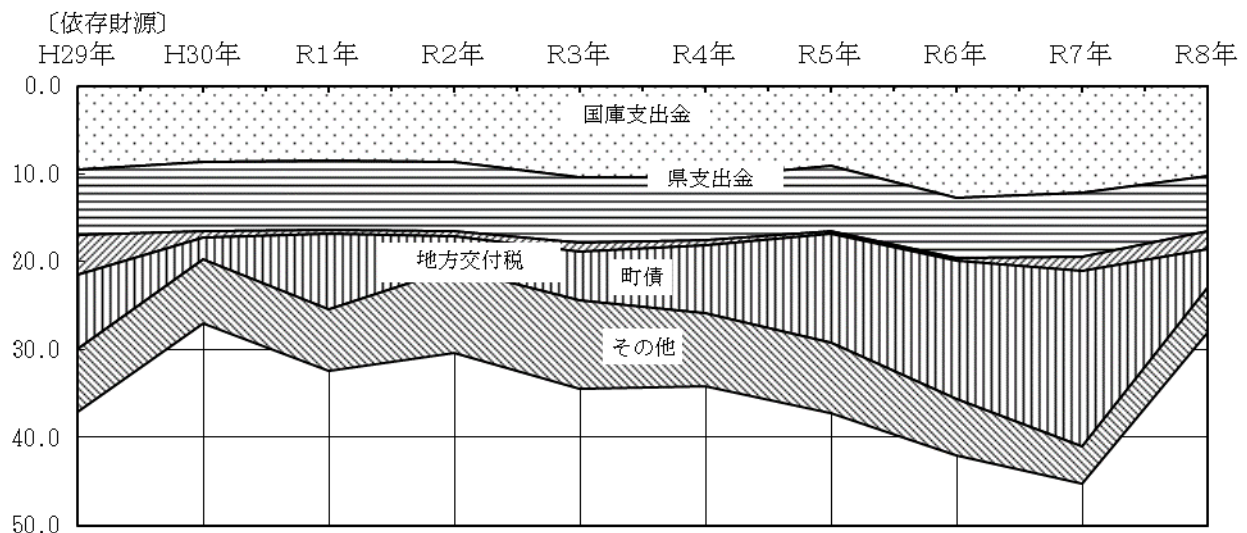 〔依存財源〕
H29年 H30年 R1年 R2年 R3年 R4年 R5年 R6年 R7年 R8年
0.0
国庫支出金
10.0
県支出金
20.0
地方交付税
町債
30.0
その他
40.0
50.0